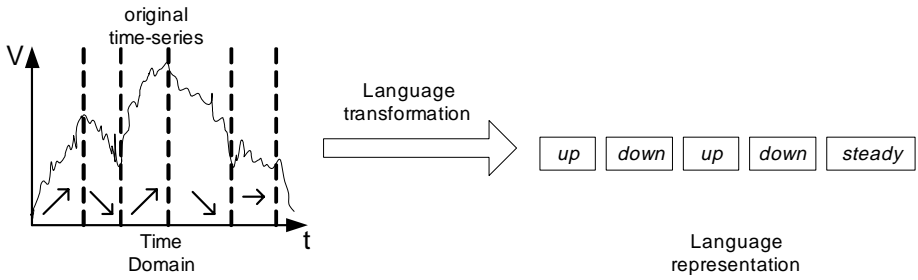 original
time-series
V
Language
transformation
up down up down steady
t
Time
Domain
Language
representation